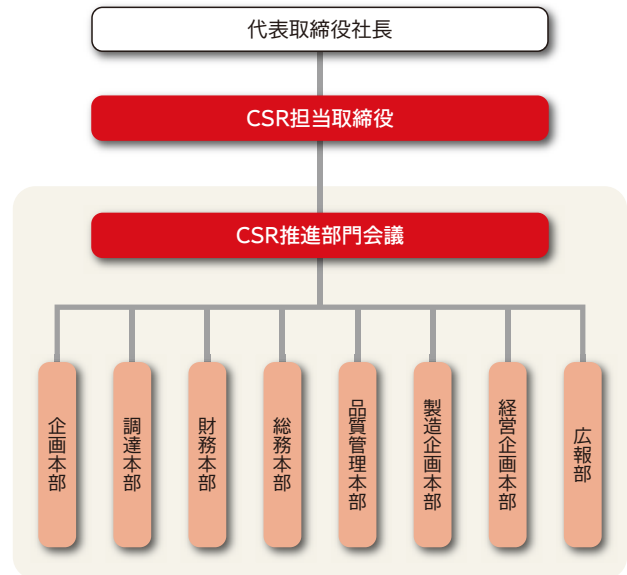 代表取締役社長
CSR担当取締役
CSR推進部門会議
企画本部
調達本部
財務本部
総務本部
品質管理本部
製造企画本部
経営企画本部
広報部